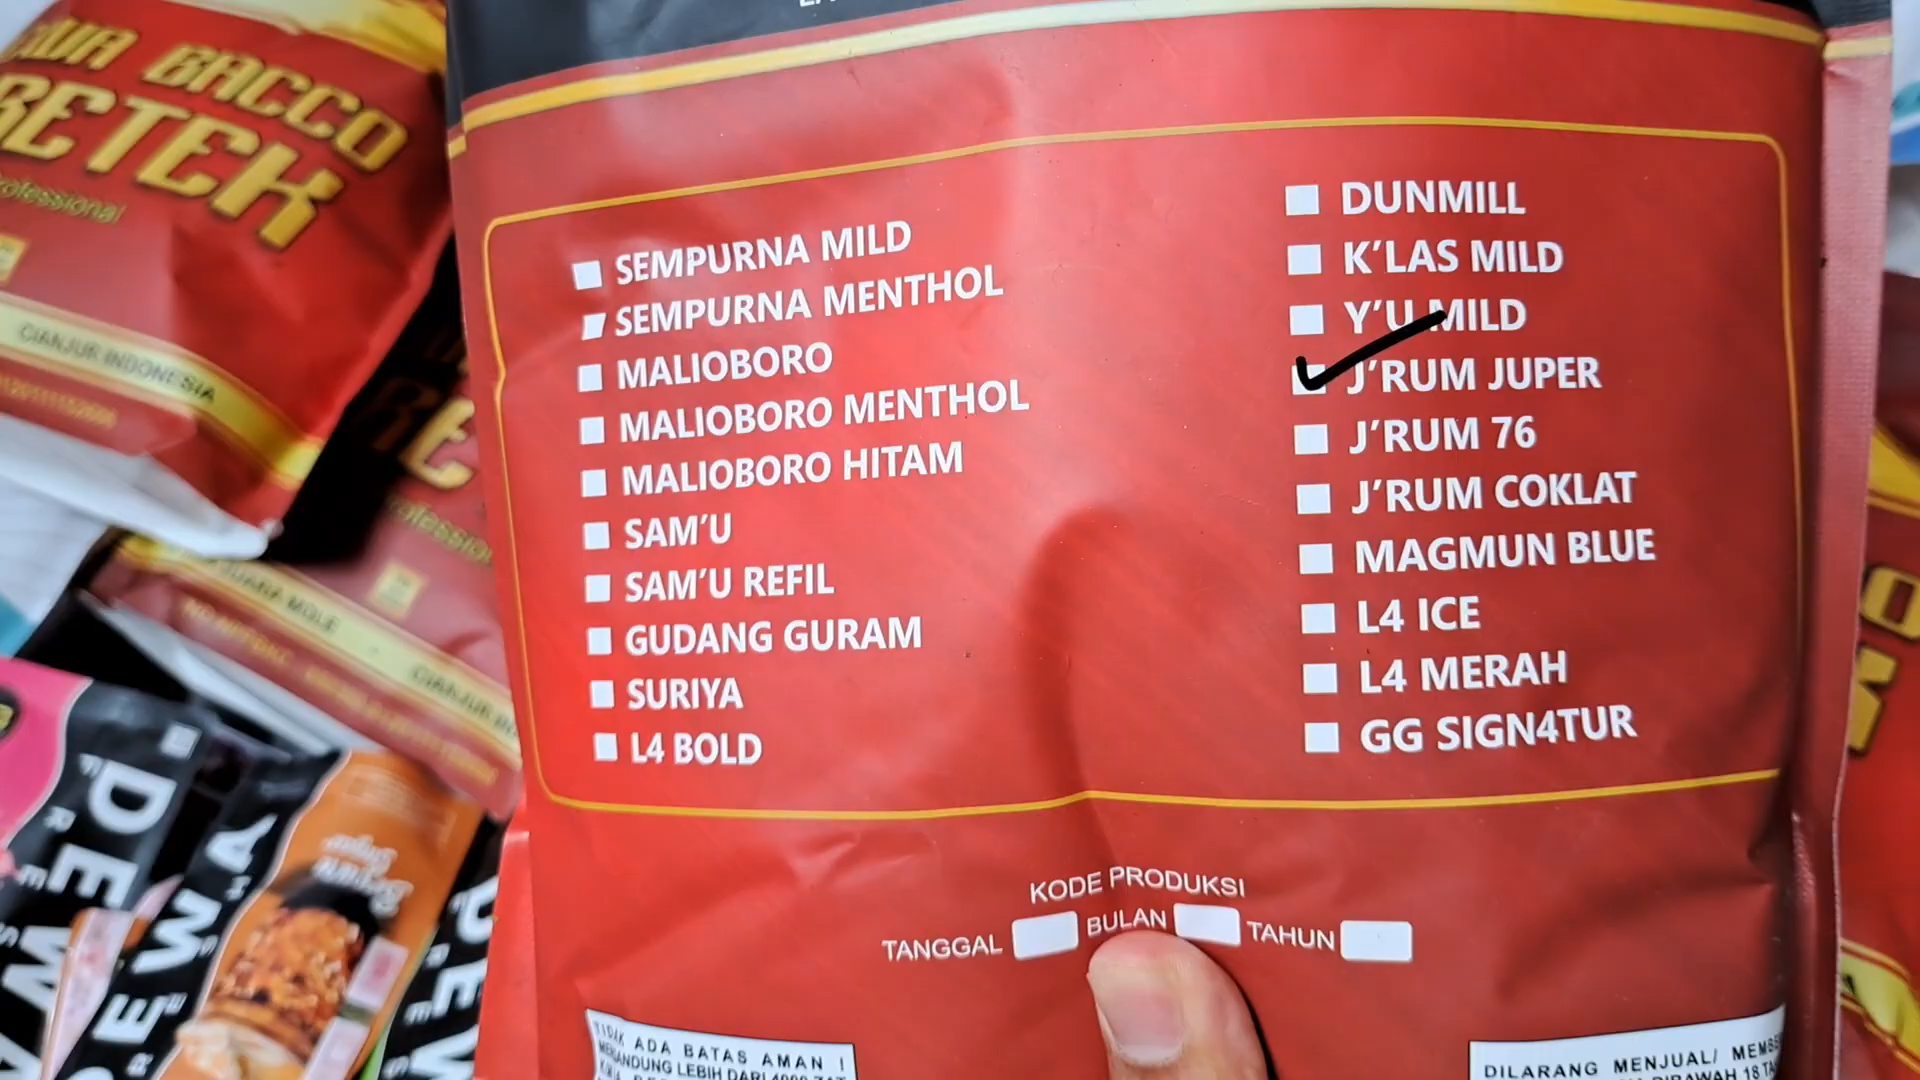 BACCO
RETEK
rofessional
CIANJUR INDONESIA
SEMPURNA MILD
SEMPURNA MENTHOL
MALIOBORO
MALIOBORO MENTHOL
MALIOBORO HITAM
SAM'U
SAM'U REFIL
GUDANG GURAM
SURIYA
L4 BOLD
DUNMILL
K'LAS MILD
Y'U MILD
J'RUM JUPER
J'RUM 76
J'RUM COKLAT
MAGMUN BLUE
L4 ICE
L4 MERAH
GG SIGN4TUR
KODE PRODUKSI
TANGGAL BULAN TAHUN
TIDAK ADA BATAS AMAN !
MENGANDUNG LEBIH DARI 4000 ZAT
DILARANG MENJUAL/
DIBAWAH 18